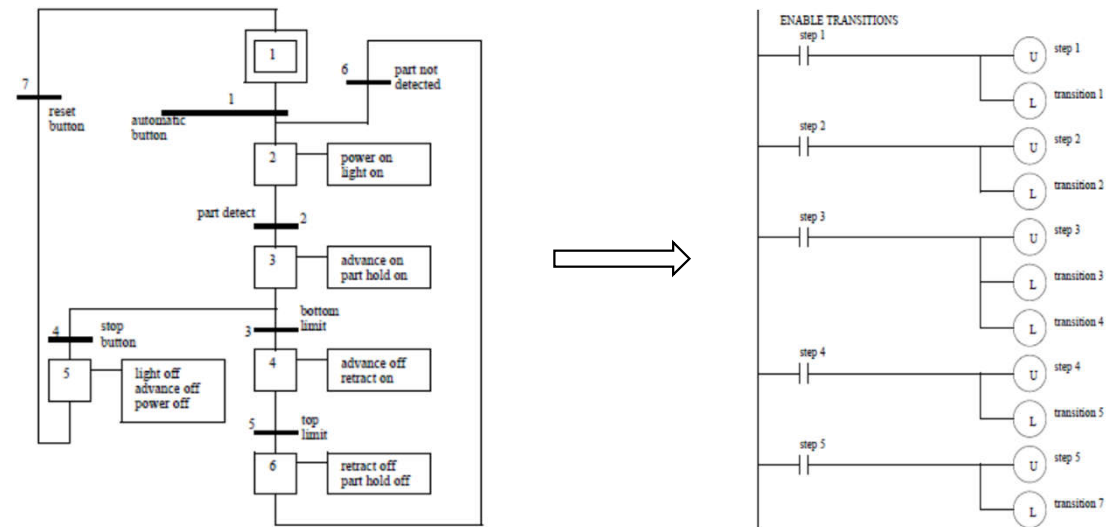 1
6
part not
detected
7
reset
button
1
automatic
button
2
power on
light on
part detect
2
3
advance on
part hold on
4
stop
button
3
bottom
limit
5
light off
advance off
power off
4
advance off
retract on
5
top
limit
6
retract off
part hold off
ENABLE TRANSITIONS
step 1
U
step 1
L
transition 1
step 2
U
step 2
L
transition 2
step 3
U
step 3
L
transition 3
L
transition 4
step 4
U
step 4
L
transition 5
step 5
U
step 5
L
transition 7